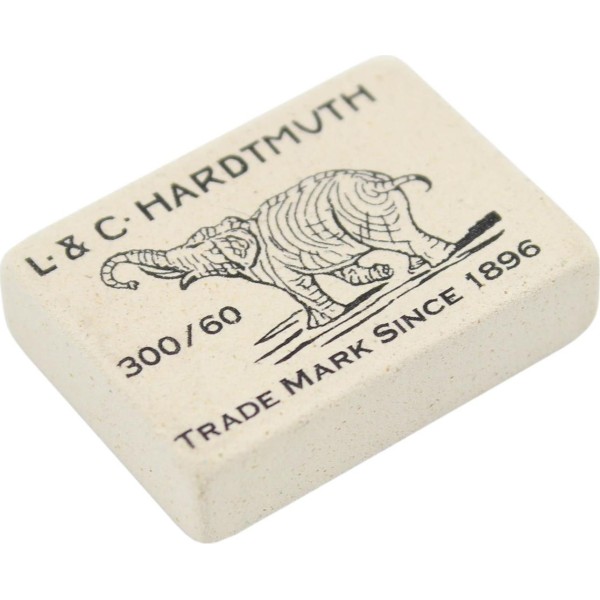 L·&C·HARDTMUTH
300/60
TRADE MARK SINCE 1896